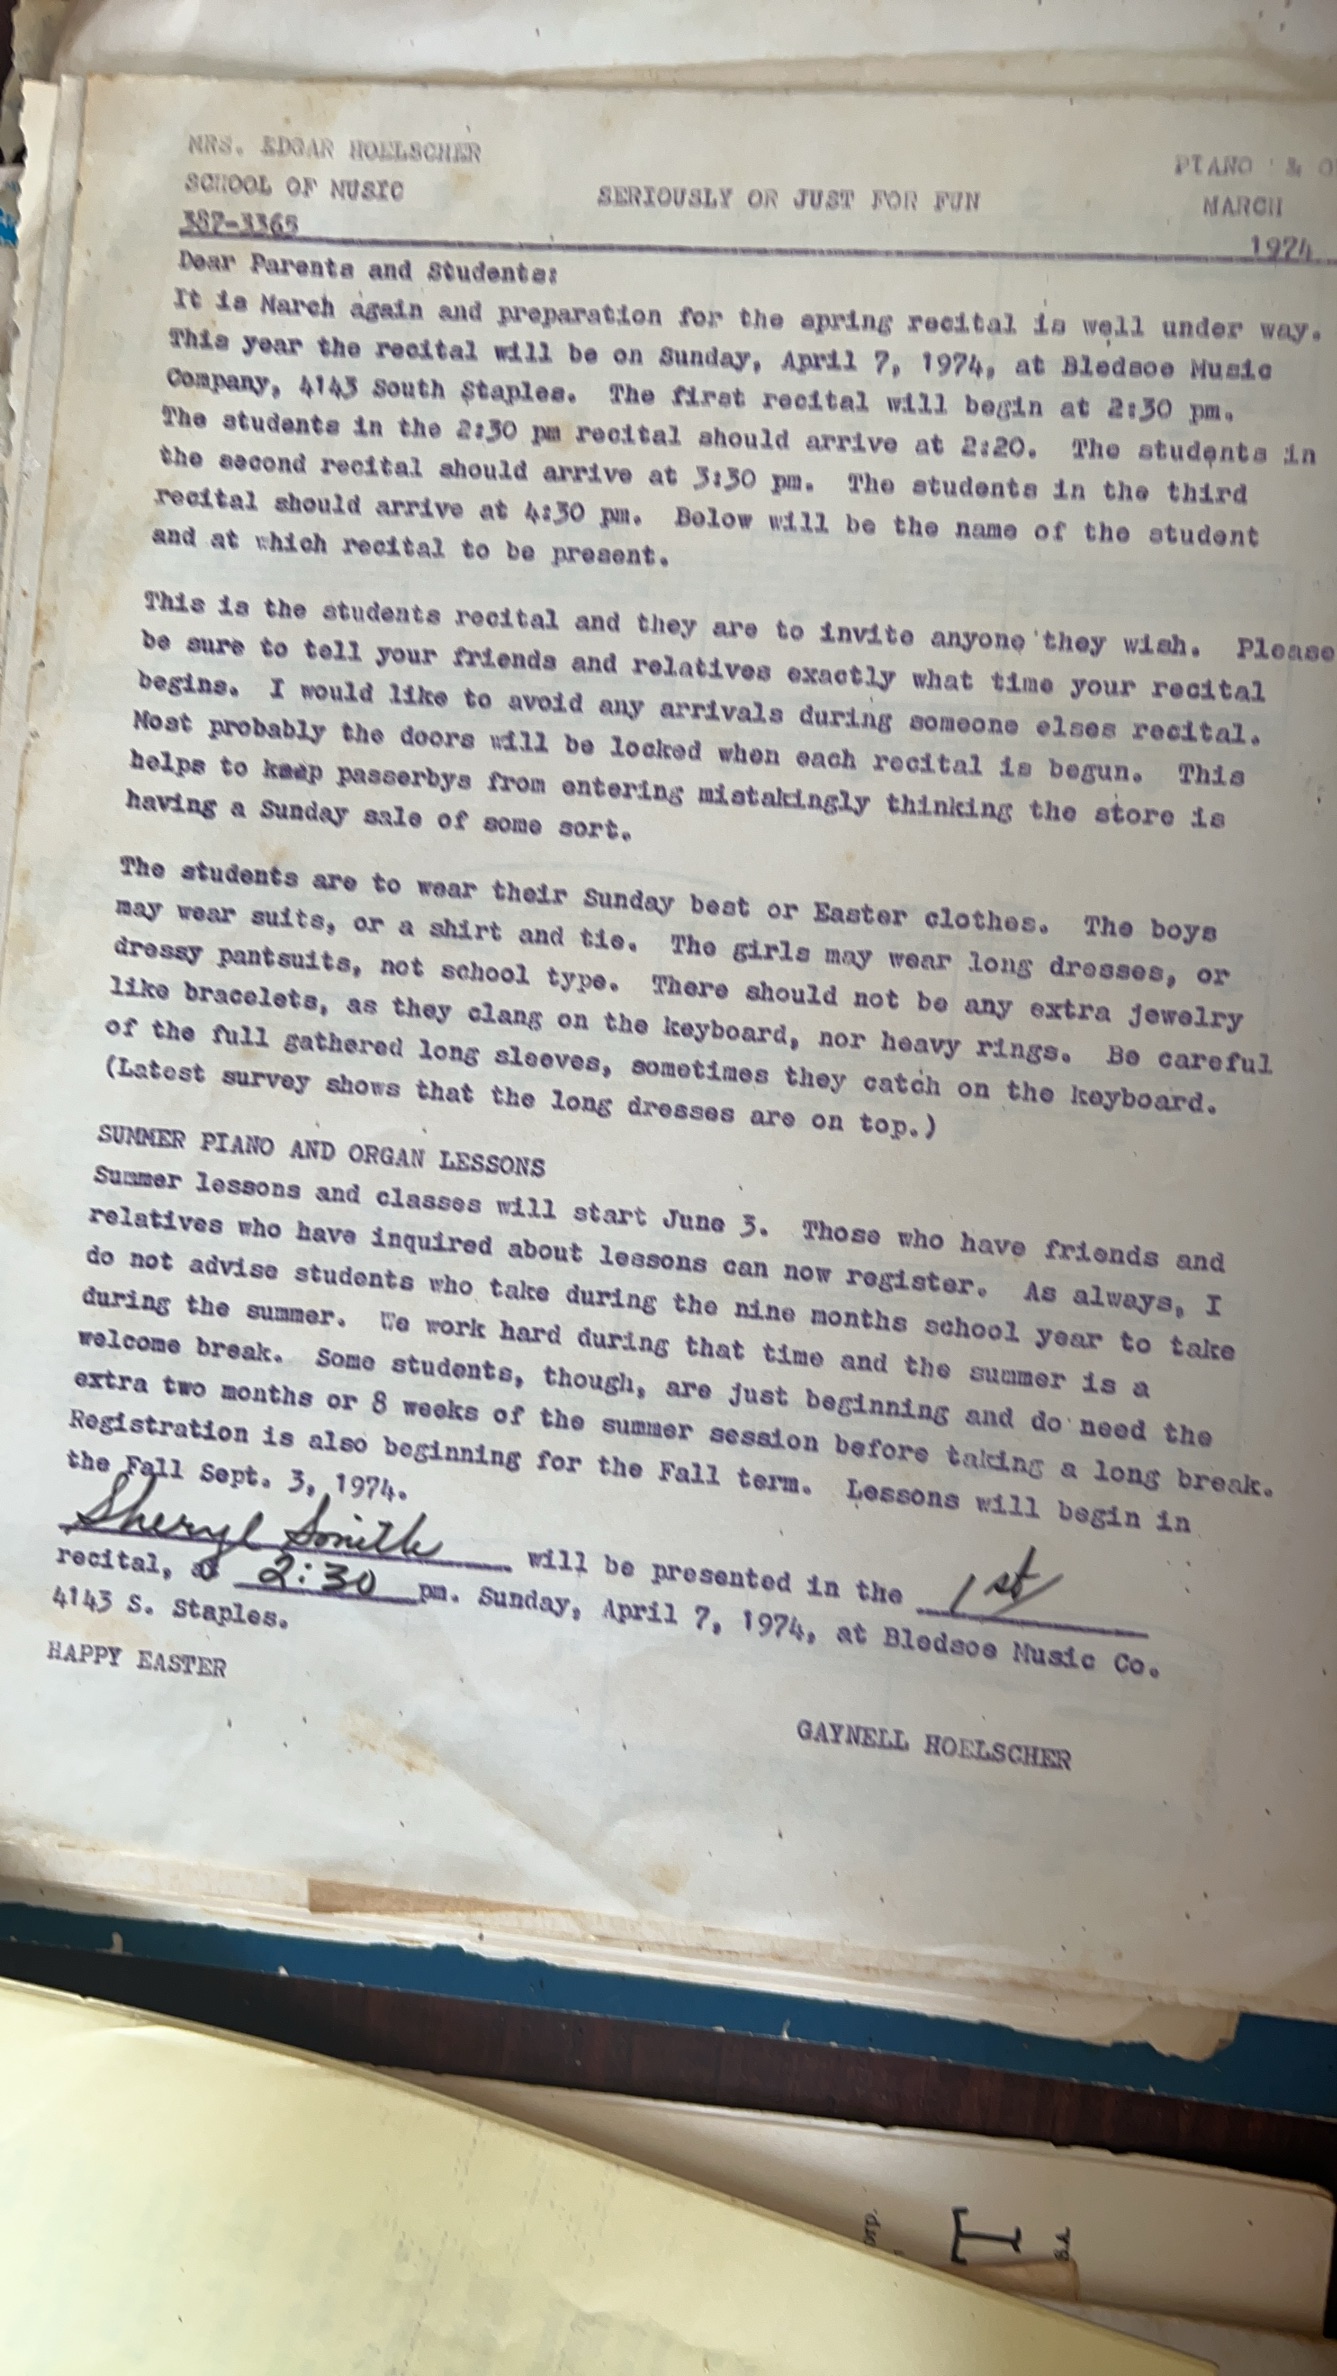 MRS. EDGAR HOELSCHER
SCHOOL OF MUSIC
387-3365
SERIOUSLY OR JUST FOR FUN
PIANO & O
MARCH
1974
Dear Parents and Students:
It is March again and preparation for the spring recital is well under way.
This year the recital will be on Sunday, April 7, 1974, at Bledsoe Music
Company, 4143 South Staples. The first recital will begin at 2:30 pm.
The students in the 2:30 pm recital should arrive at 2:20. The students in
the second recital should arrive at 3:30 pm. The students in the third
recital should arrive at 4:30 pm. Below will be the name of the student
and at which recital to be present.
This is the students recital and they are to invite anyone they wish. Please
be sure to tell your friends and relatives exactly what time your recital
begins. I would like to avoid any arrivals during someone elses recital.
Most probably the doors will be locked when each recital is begun. This
helps to keep passerbys from entering mistakingly thinking the store is
having a Sunday sale of some sort.
The students are to wear their Sunday best or Easter clothes. The boys
may wear suits, or a shirt and tie. The girls may wear long dresses, or
dressy pantsuits, not school type. There should not be any extra jewelry
like bracelets, as they clang on the keyboard, nor heavy rings. Be careful
of the full gathered long sleeves, sometimes they catch on the keyboard.
(Latest survey shows that the long dresses are on top.)
SUMMER PIANO AND ORGAN LESSONS
Summer lessons and classes will start June 3. Those who have friends and
relatives who have inquired about lessons can now register. As always, I
do not advise students who take during the nine months school year to take
during the summer. We work hard during that time and the summer is a
welcome break. Some students, though, are just beginning and do need the
extra two months or 8 weeks of the summer session before taking a long break.
Registration is also beginning for the Fall term. Lessons will begin in
the Fall Sept. 3, 1974.
Sheryl Smith will be presented in the 1st
recital, at 2:30 pm. Sunday, April 7, 1974, at Bledsoe Music Co.
4143 S. Staples.
HAPPY EASTER
GAYNELL HOELSCHER